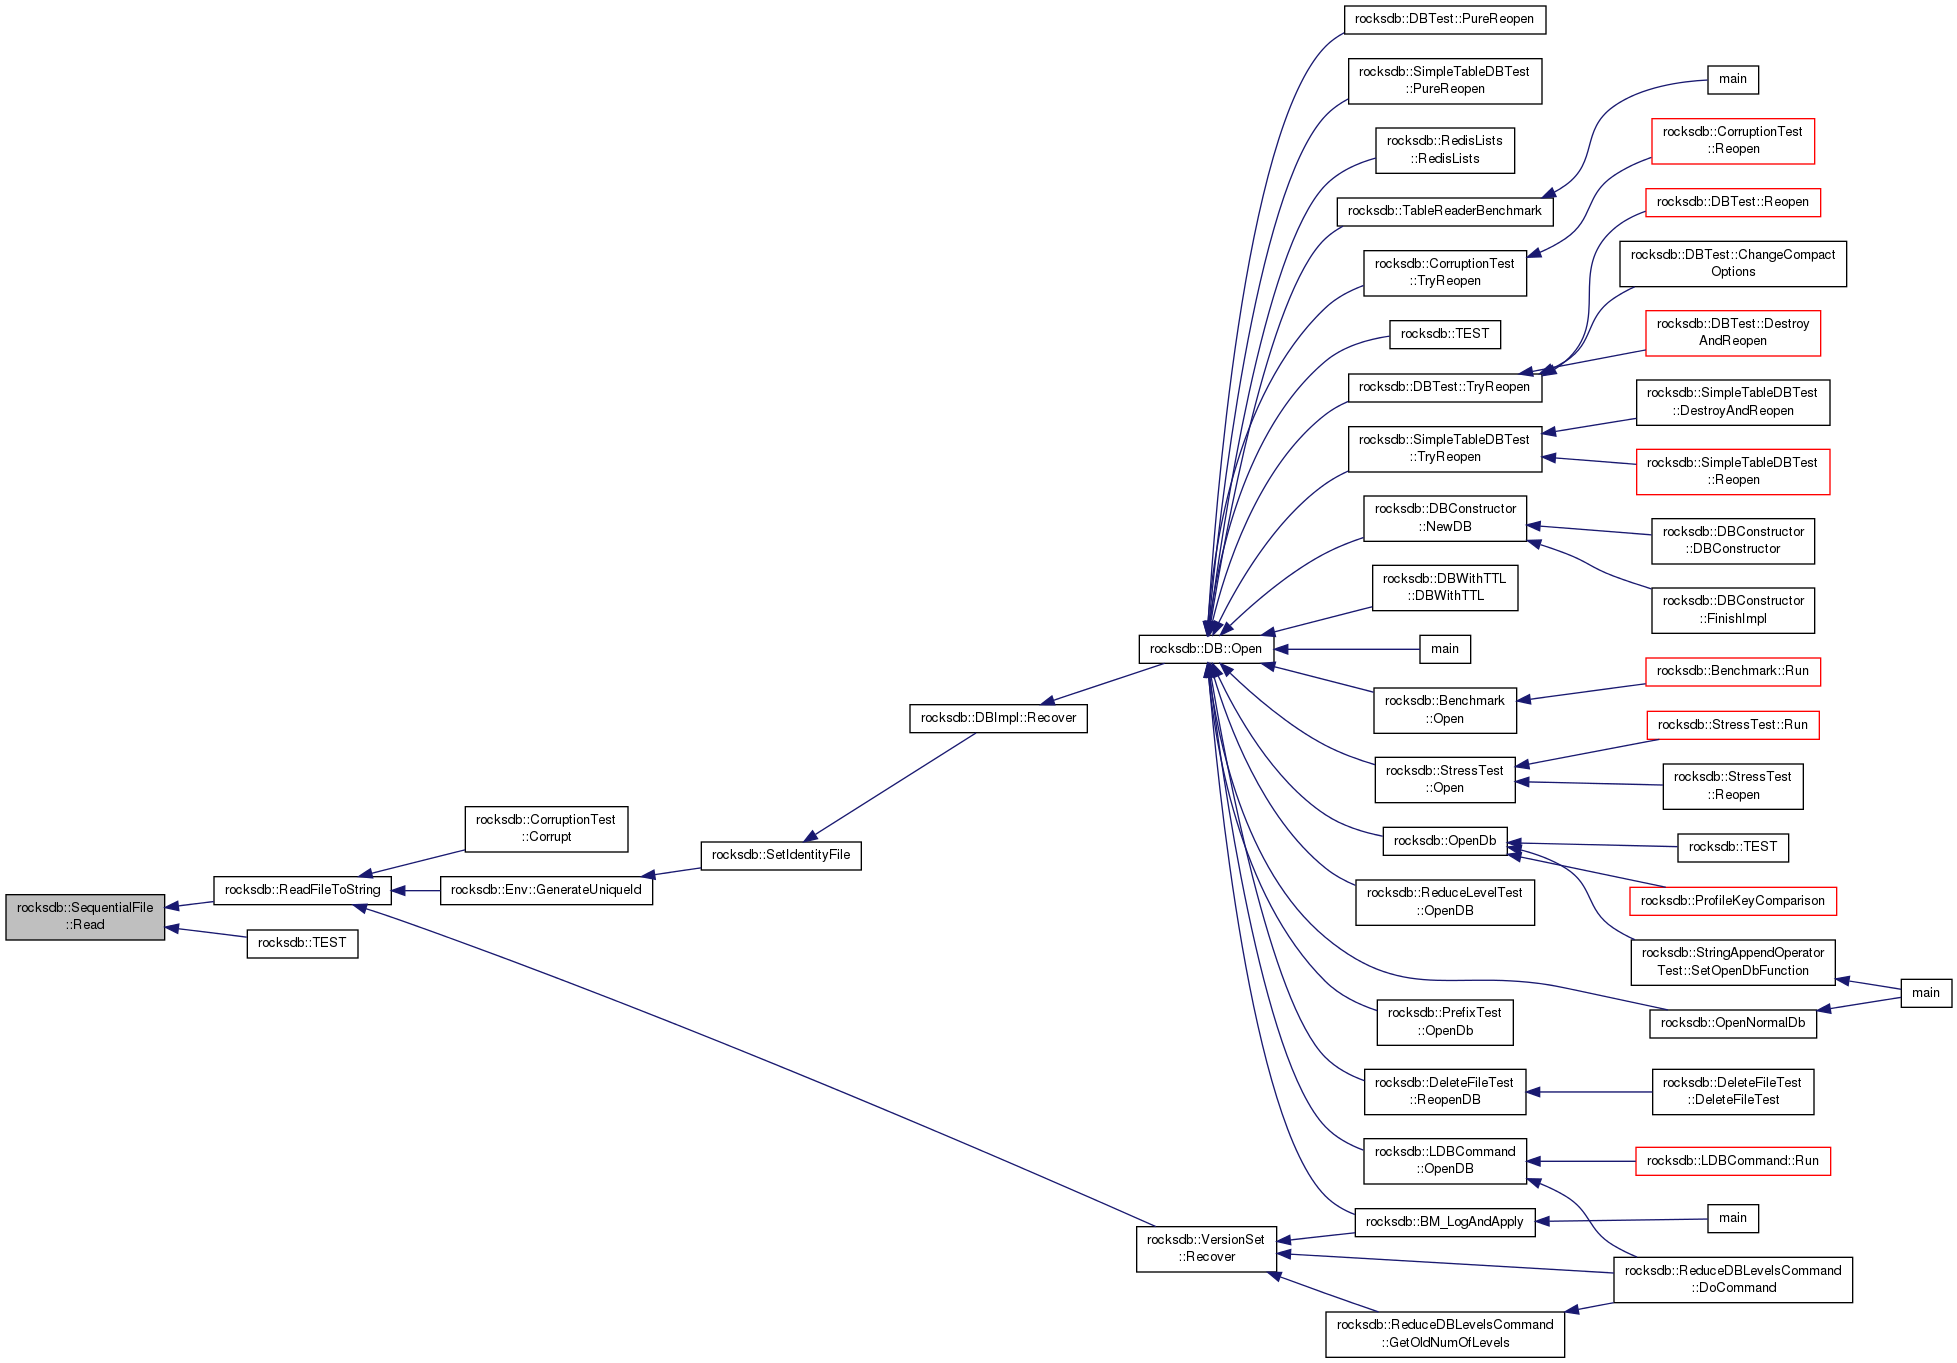 rocksdb::DBTest::PureReopen
rocksdb::SimpleTableDBTest
::PureReopen
main
rocksdb::CorruptionTest
::Reopen
rocksdb::RedisLists
::RedisLists
rocksdb::DBTest::Reopen
rocksdb::TableReaderBenchmark
rocksdb::DBTest::ChangeCompact
Options
rocksdb::CorruptionTest
::TryReopen
rocksdb::DBTest::Destroy
AndReopen
rocksdb::TEST
rocksdb::DBTest::TryReopen
rocksdb::SimpleTableDBTest
::DestroyAndReopen
rocksdb::SimpleTableDBTest
::TryReopen
rocksdb::SimpleTableDBTest
::Reopen
rocksdb::DBConstructor
::NewDB
rocksdb::DBConstructor
::DBConstructor
rocksdb::DBWithTTL
::DBWithTTL
rocksdb::DBConstructor
::FinishImpl
rocksdb::DB::Open
main
rocksdb::Benchmark::Run
rocksdb::Benchmark
::Open
rocksdb::DBImpl::Recover
rocksdb::StressTest::Run
rocksdb::StressTest
::Open
rocksdb::StressTest
::Reopen
rocksdb::CorruptionTest
::Corrupt
rocksdb::OpenDb
rocksdb::TEST
rocksdb::SetIdentityFile
rocksdb::ReadFileToString
rocksdb::Env::GenerateUniqueId
rocksdb::ReduceLevelTest
::OpenDB
rocksdb::ProfileKeyComparison
rocksdb::SequentialFile
::Read
rocksdb::TEST
rocksdb::StringAppendOperator
Test::SetOpenDbFunction
main
rocksdb::PrefixTest
::OpenDb
rocksdb::OpenNormalDb
rocksdb::DeleteFileTest
::ReopenDB
rocksdb::DeleteFileTest
::DeleteFileTest
rocksdb::LDBCommand
::OpenDB
rocksdb::LDBCommand::Run
rocksdb::BM_LogAndApply
main
rocksdb::VersionSet
::Recover
rocksdb::ReduceDBLevelsCommand
::DoCommand
rocksdb::ReduceDBLevelsCommand
::GetOldNumOfLevels